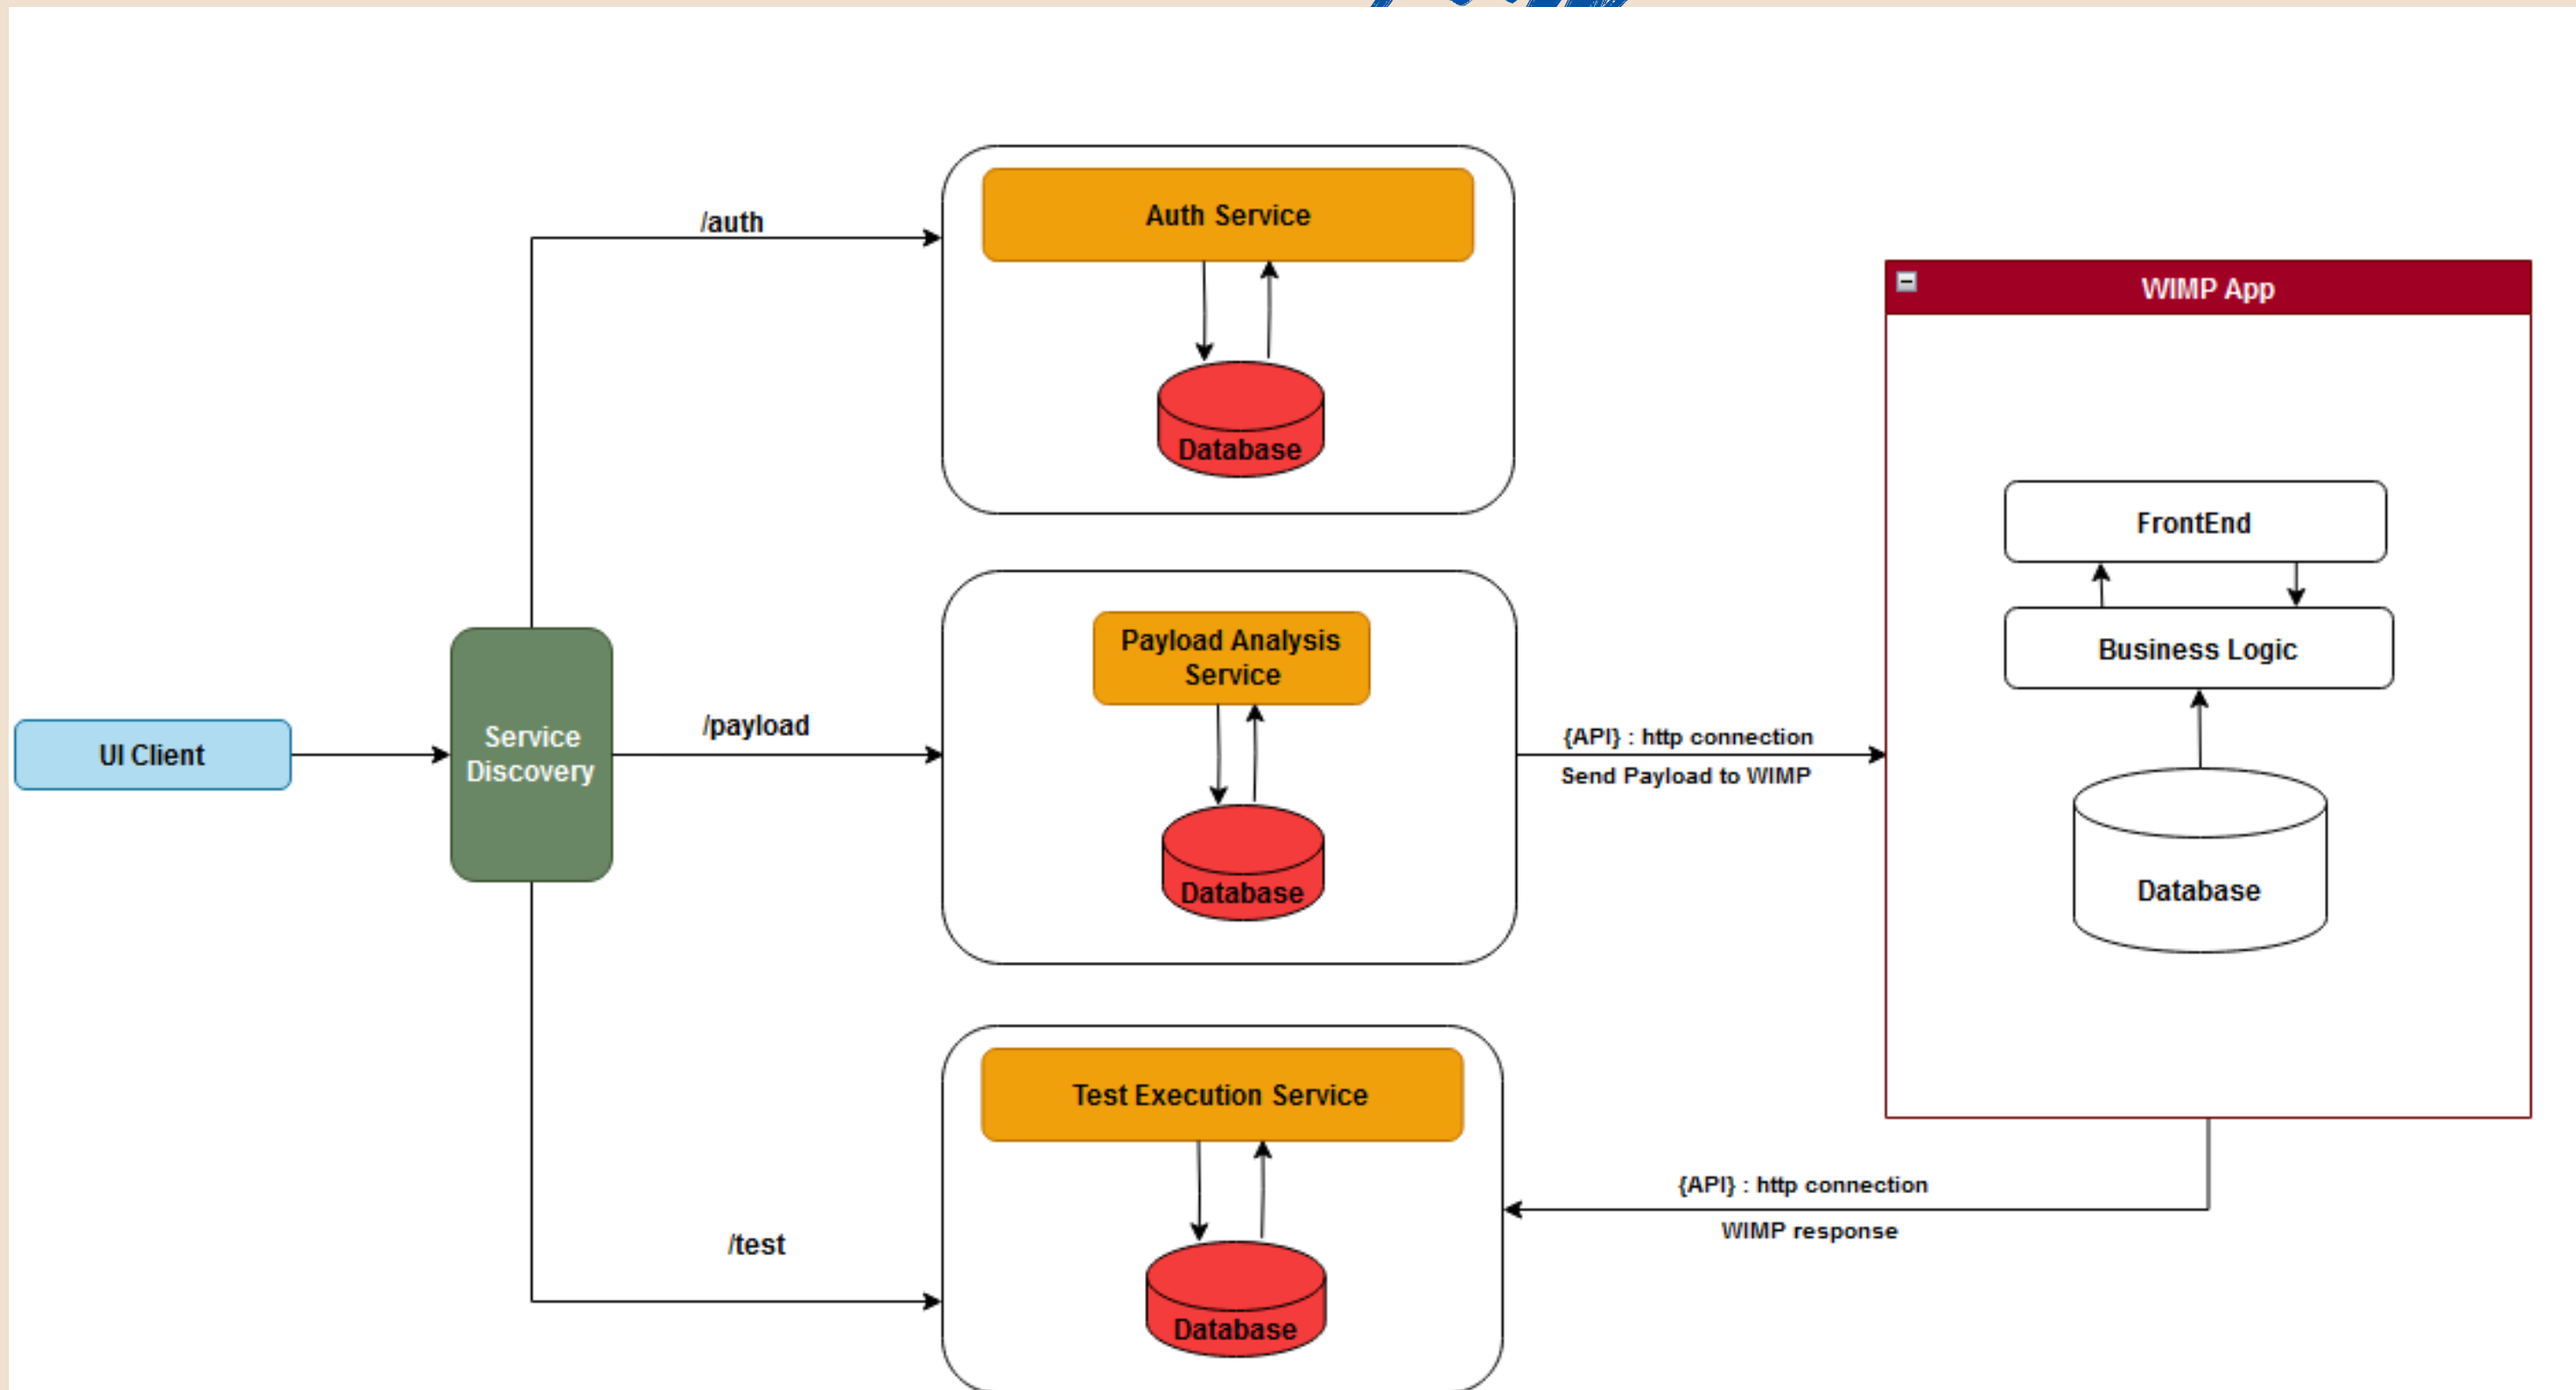 /auth
Auth Service
Database
WIMP App
FrontEnd
Business Logic
Database
UI Client
Service
Discovery
/payload
Payload Analysis
Service
Database
{API} : http connection
Send Payload to WIMP
Test Execution Service
Database
/test
{API} : http connection
WIMP response